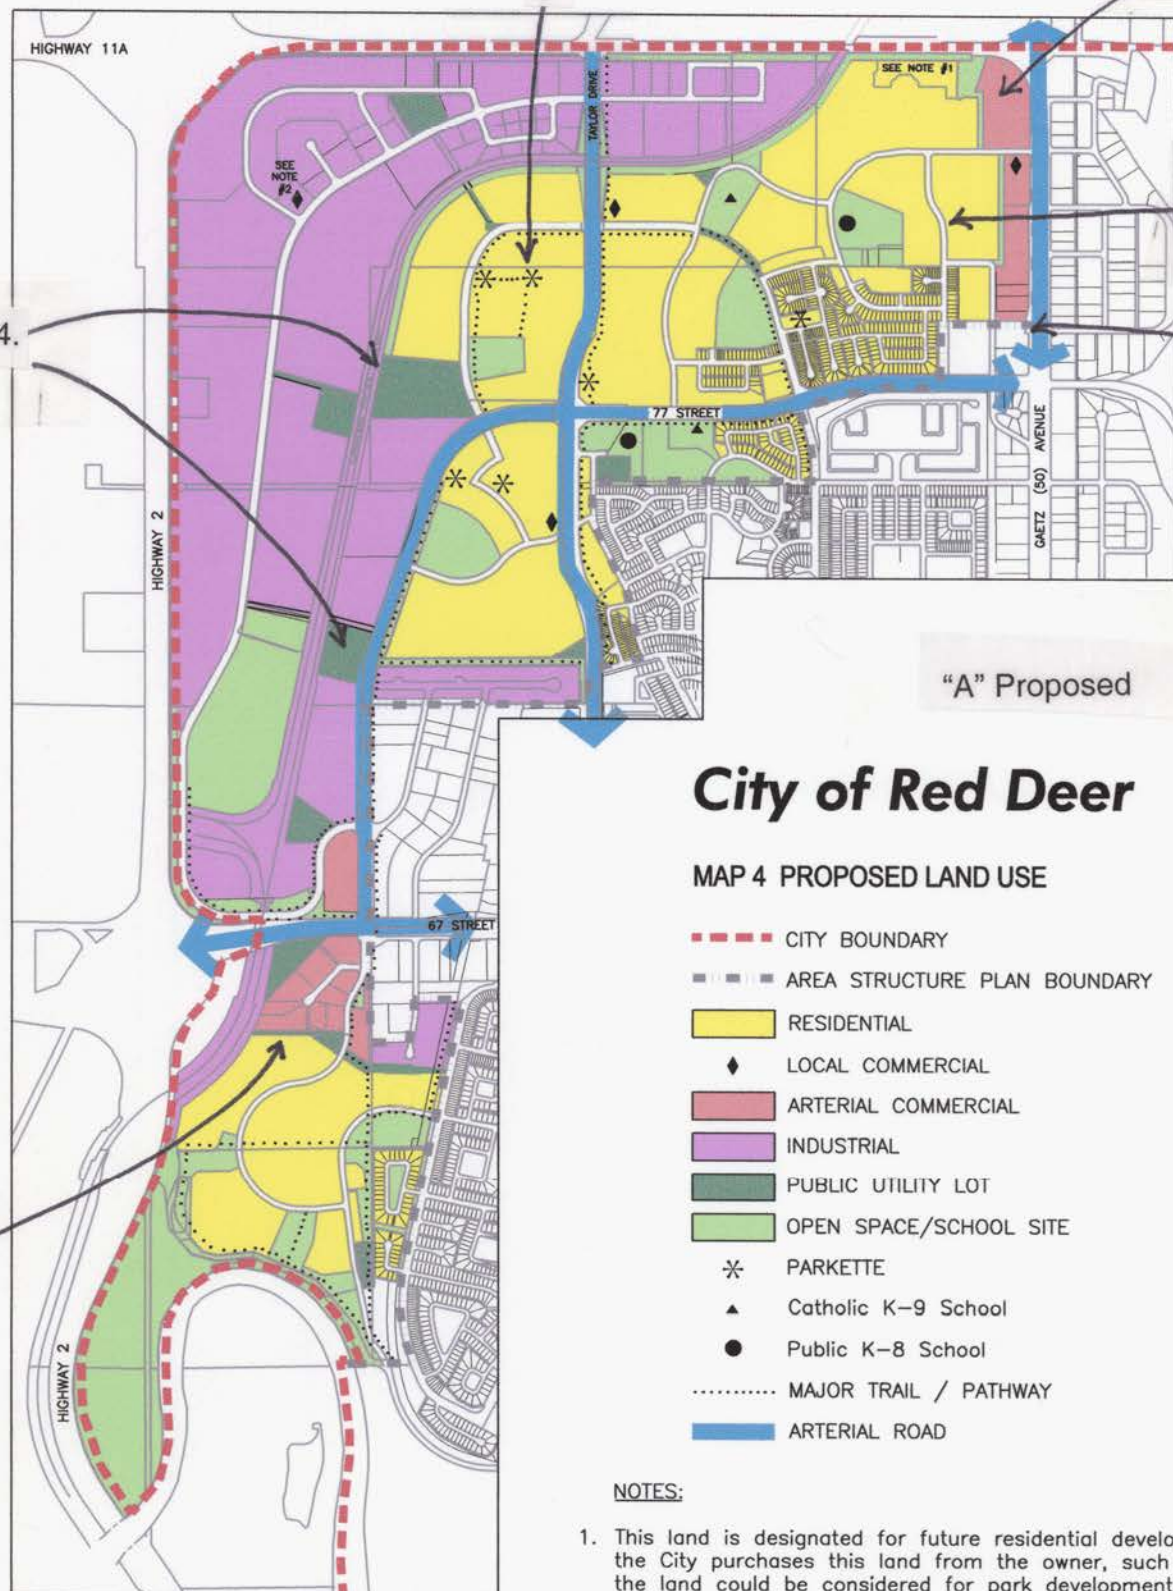 HIGHWAY 11A
SEE NOTE #1
TAYLOR DRIVE
SEE
NOTE
#2
4.
77 STREET
GAETZ (50) AVENUE
HIGHWAY 2
"A" Proposed
City of Red Deer
MAP 4 PROPOSED LAND USE
CITY BOUNDARY
AREA STRUCTURE PLAN BOUNDARY
RESIDENTIAL
LOCAL COMMERCIAL
ARTERIAL COMMERCIAL
INDUSTRIAL
PUBLIC UTILITY LOT
OPEN SPACE/SCHOOL SITE
PARKETTE
Catholic K-9 School
Public K-8 School
MAJOR TRAIL / PATHWAY
ARTERIAL ROAD
67 STREET
HIGHWAY 2
NOTES:
1. This land is designated for future residential develo
the City purchases this land from the owner, such
the land could be considered for park development